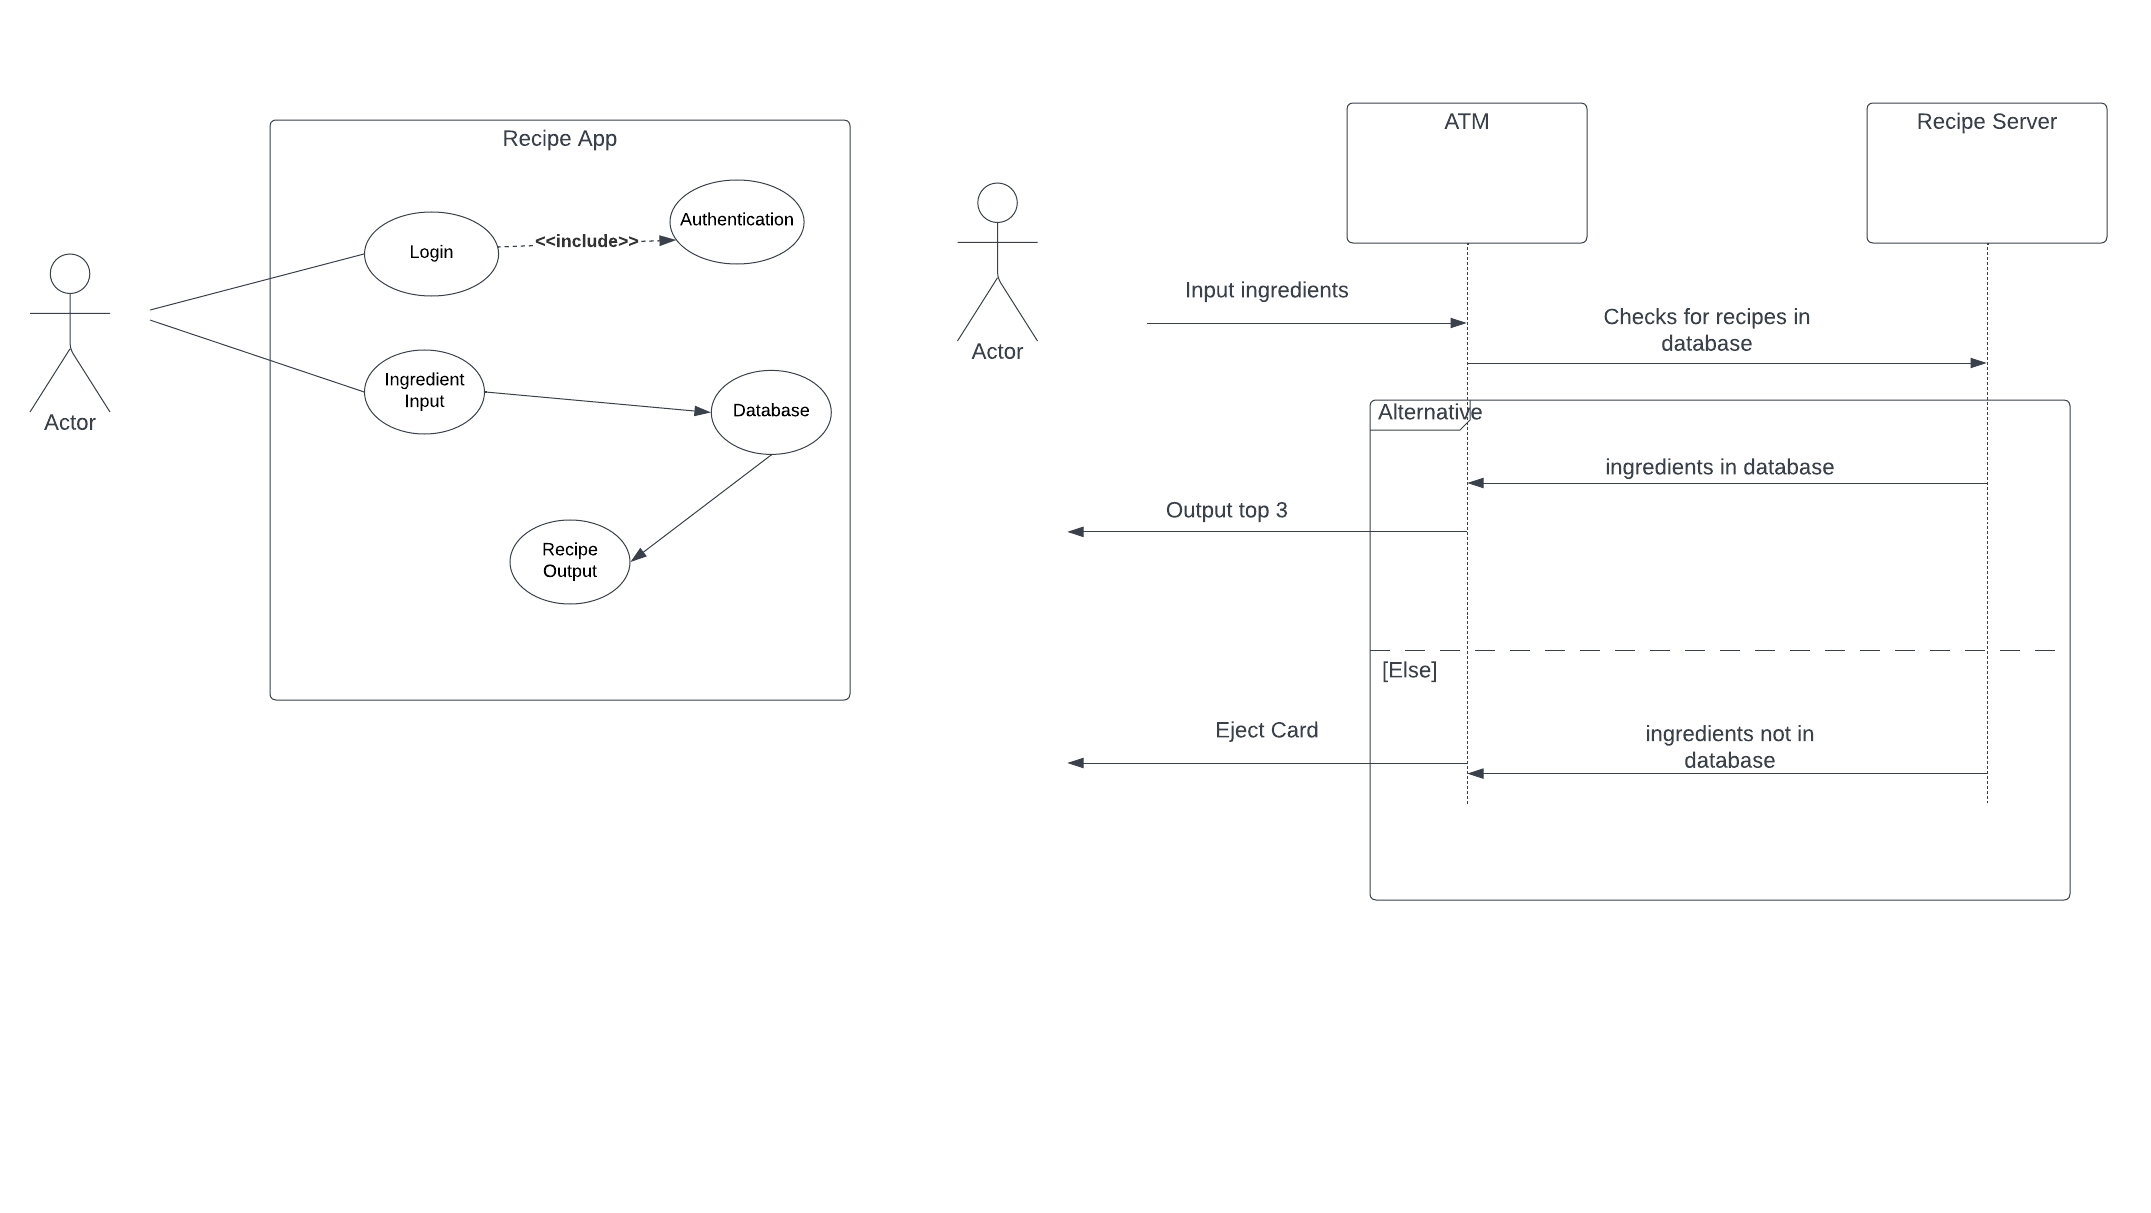 Recipe App
Authentication
Login
<<include>>
Ingredient
Input
Database
Actor
Recipe
Output
ATM
Recipe Server
Input ingredients
Checks for recipes in
database
Actor
Alternative
ingredients in database
Output top 3
[Else]
Eject Card
ingredients not in
database